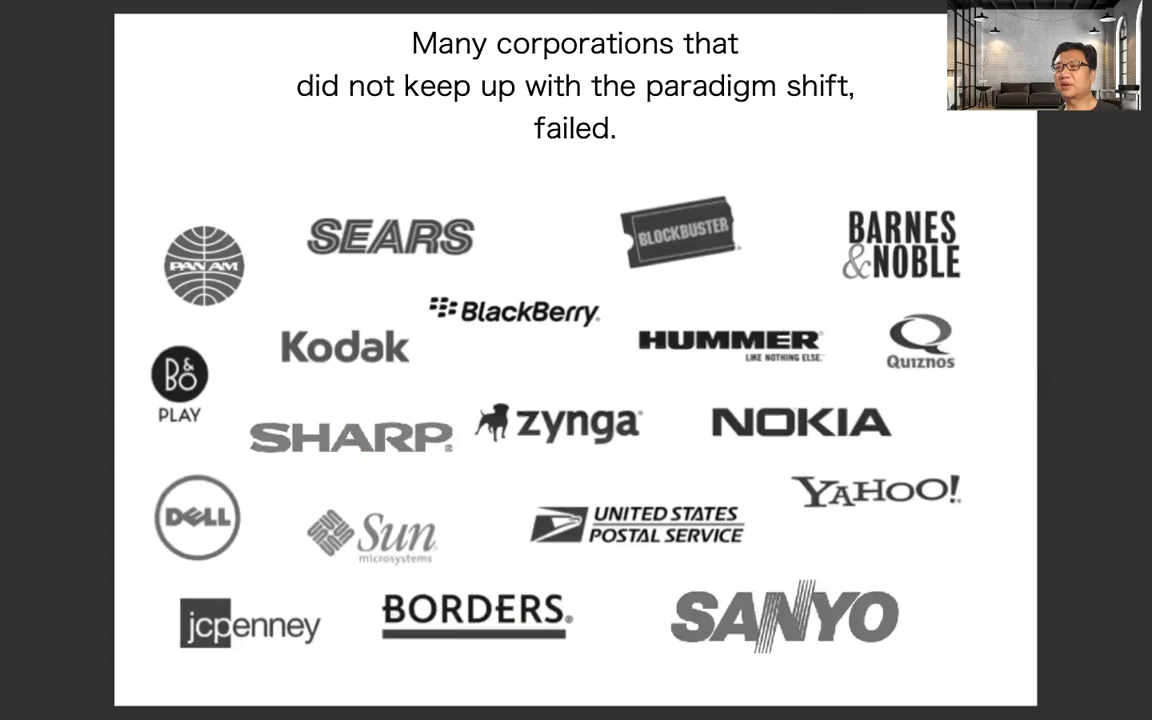 Many corporations that
did not keep up with the paradigm shift,
failed.
PAN AM
SEARS
BLOCKBUSTER
BARNES
&NOBLE
BlackBerry
Kodak
HUMMER
LIKE NOTHING ELSE.
Quiznos
B&O
PLAY
SHARP
zynga
NOKIA
DELL
Sun
microsystems
UNITED STATES
POSTAL SERVICE
YAHOO!
jcpenney
BORDERS
SANYO